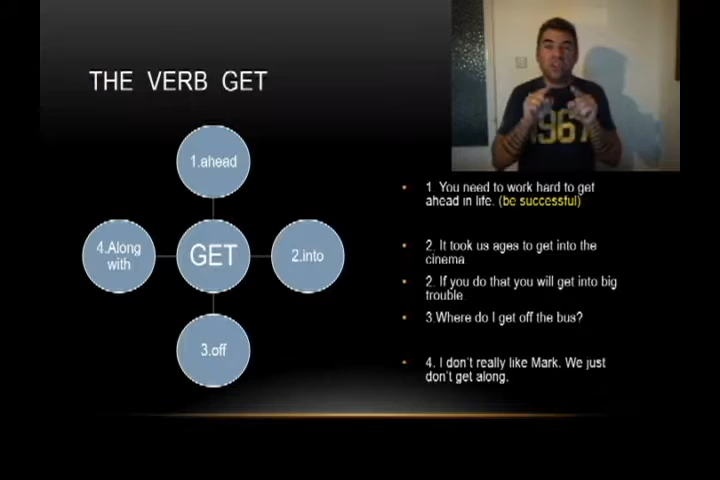 THE VERB GET
1.ahead
4.Along
with
GET
2.into
3.off
967
1. You need to work hard to get
ahead in life. (be successful)
2. It took us ages to get into the
cinema
2. If you do that you will get into big
trouble.
3.Where do I get off the bus?
4. I don't really like Mark. We just
don't get along.